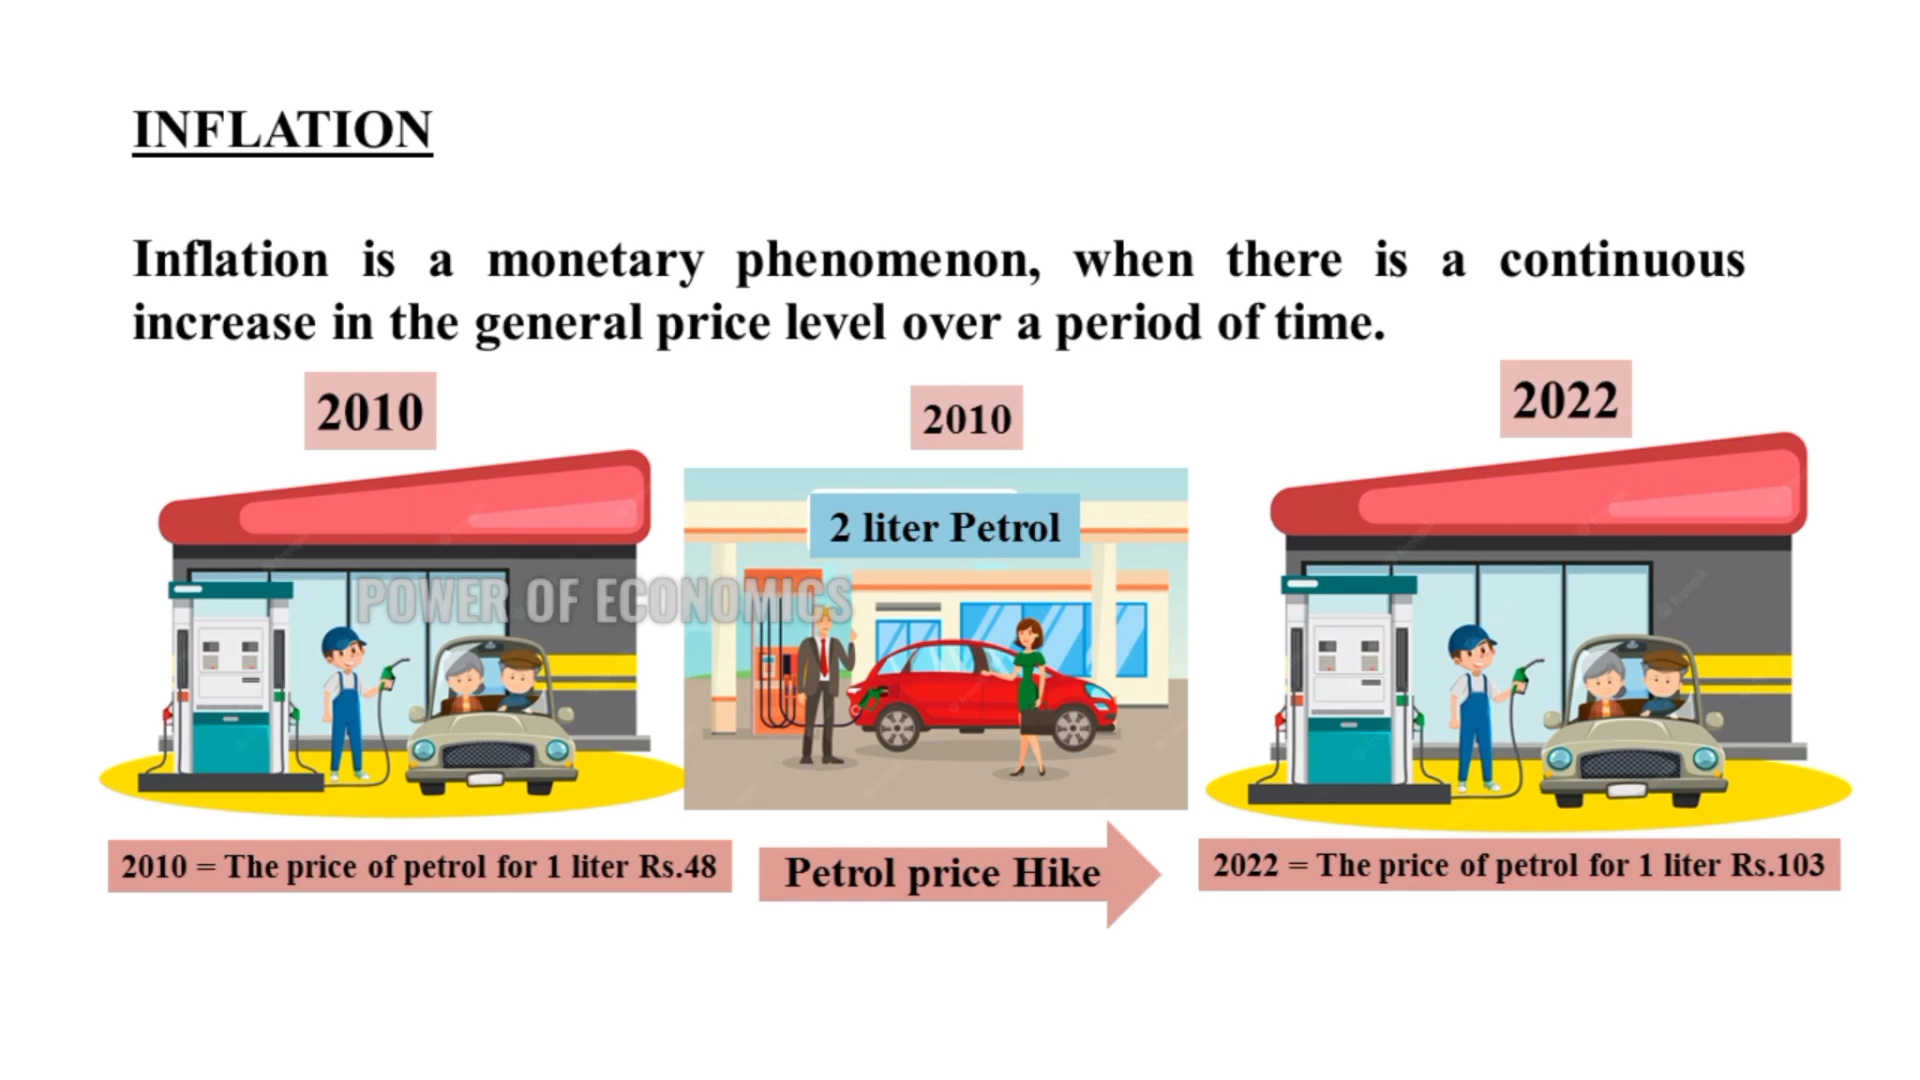 INFLATION
Inflation is a monetary phenomenon, when there is a continuous
increase in the general price level over a period of time.
2010
2010
2022
2 liter Petrol
POWER OF ECONOMICS
2010 = The price of petrol for 1 liter Rs.48
Petrol price Hike
2022 = The price of petrol for 1 liter Rs.103